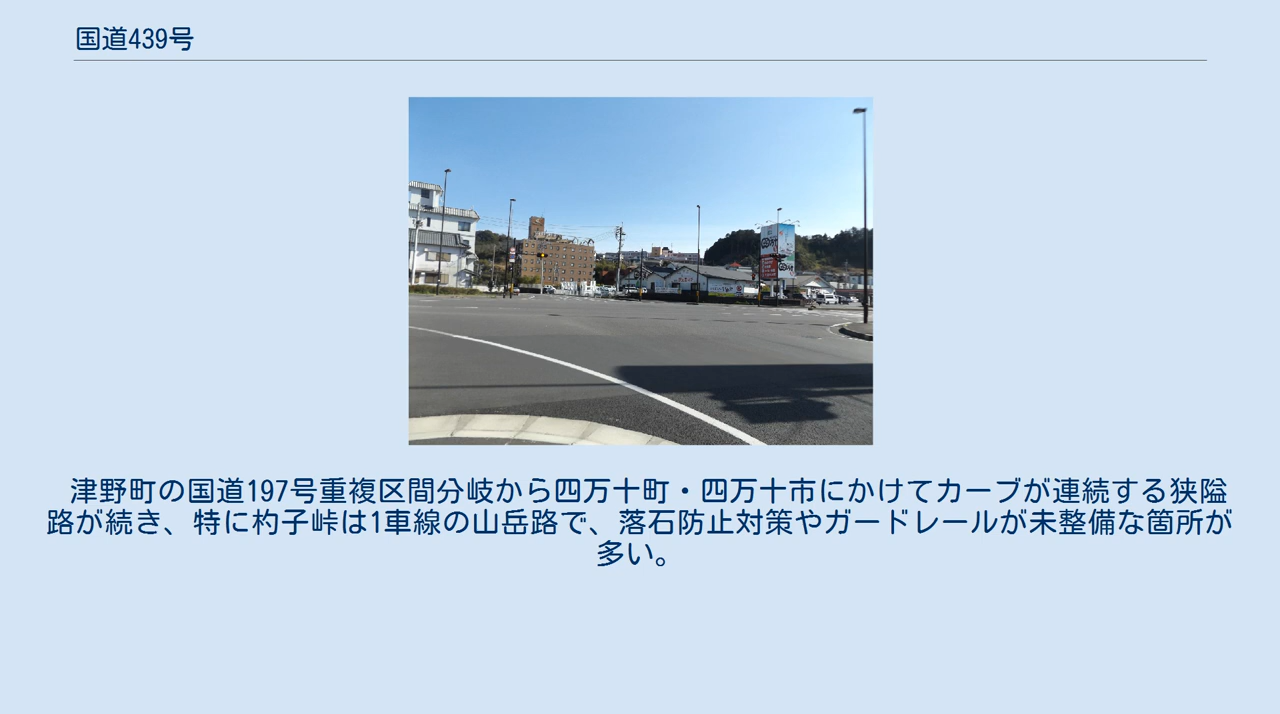 国道439号
津野町の国道197号重複区間分岐から四万十町・四万十市にかけてカーブが連続する狭隘
路が続き、特に杓子峠は1車線の山岳路で、落石防止対策やガードレールが未整備な箇所が
多い。